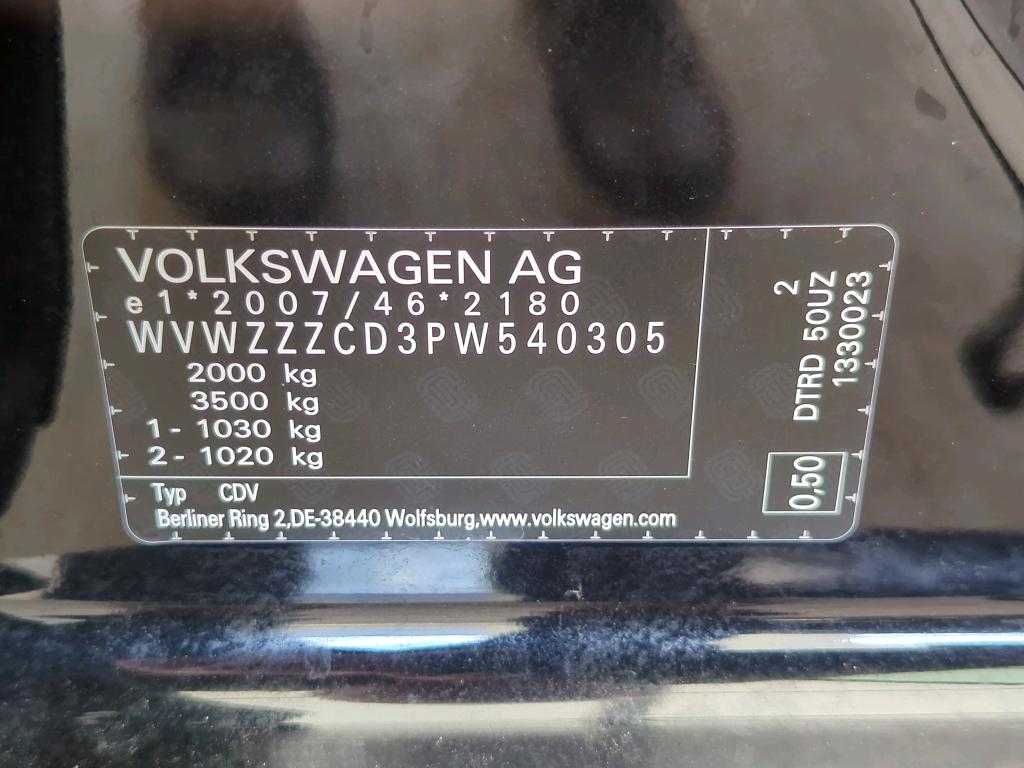 VOLKSWAGEN AG
e1*2007/46*2180
WVWZZZCD3PW540305
2000 kg
3500 kg
1- 1030 kg
2- 1020 kg
Typ CDV
Berliner Ring 2,DE-38440 Wolfsburg,www.volkswagen.com
2
DTRD 50UZ
1330023
0,50